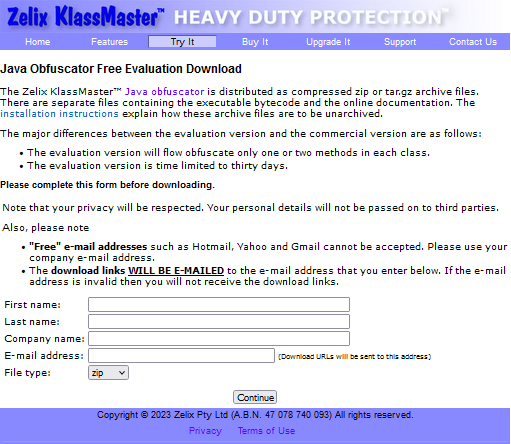 Zelix KlassMaster™ HEAVY DUTY PROTECTION™
Home Features Try It Buy It Upgrade It Support Contact Us
Java Obfuscator Free Evaluation Download
The Zelix KlassMaster™ Java obfuscator is distributed as compressed zip or tar.gz archive files.
There are separate files containing the executable bytecode and the online documentation. The
installation instructions explain how these archive files are to be unarchived.
The major differences between the evaluation version and the commercial version are as follows:
• The evaluation version will flow obfuscate only one or two methods in each class.
• The evaluation version is time limited to thirty days.
Please complete this form before downloading.
Note that your privacy will be respected. Your personal details will not be passed on to third parties.
Also, please note
• "Free" e-mail addresses such as Hotmail, Yahoo and Gmail cannot be accepted. Please use your
company e-mail address.
• The download links WILL BE E-MAILED to the e-mail address that you enter below. If the e-mail
address is invalid then you will not receive the download links.
First name:
Last name:
Company name:
E-mail address: (Download URLs will be sent to this address)
File type: zip
Continue
Copyright © 2023 Zelix Pty Ltd (A.B.N. 47 078 740 093) All rights reserved.
Privacy Terms of Use